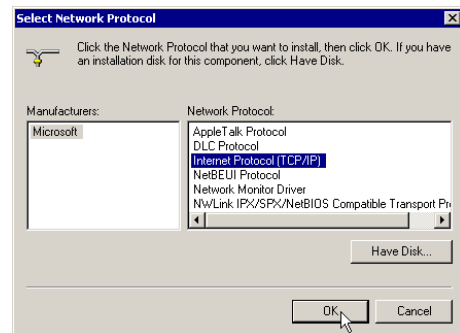 Select Network Protocol
Click the Network Protocol that you want to install, then click OK. If you have
an installation disk for this component, click Have Disk.
Manufacturers:
Microsoft
Network Protocol:
AppleTalk Protocol
DLC Protocol
Internet Protocol (TCP/IP)
NetBEUI Protocol
Network Monitor Driver
NWLink IPX/SPX/NetBIOS Compatible Transport
Have Disk...
OK
Cancel